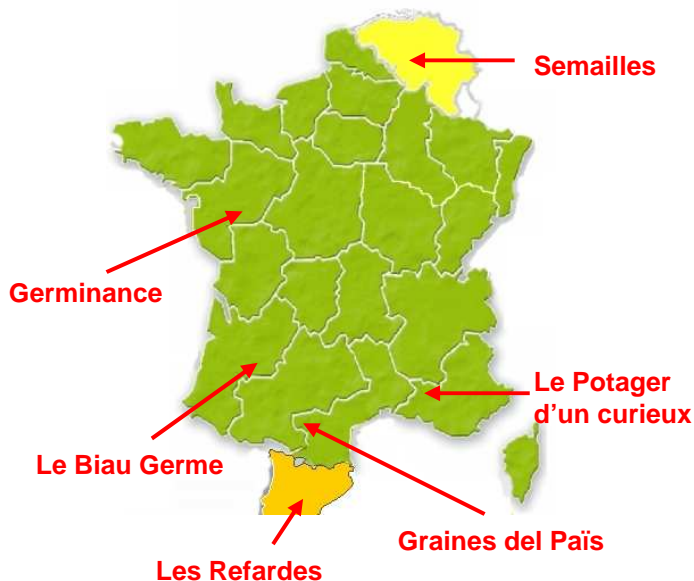 Semailles
Germinance
Le Potager
d'un curieux
Le Biau Germe
Graines del Païs
Les Refardes